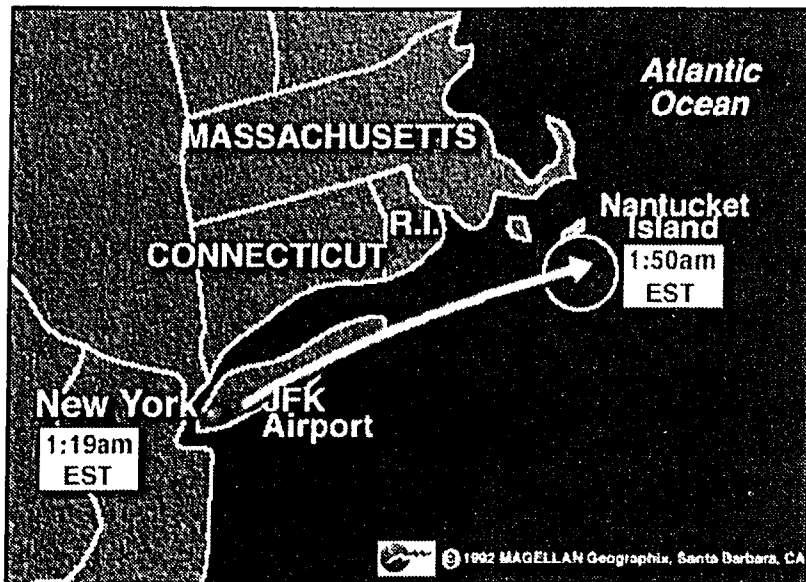 Atlantic
Ocean
MASSACHUSETTS
R.I.
Nantucket
Island
CONNECTICUT
1:50am
EST
New York
JFK
Airport
1:19am
EST
1992 MAGELLAN Geographix, Santa Barbara, CA